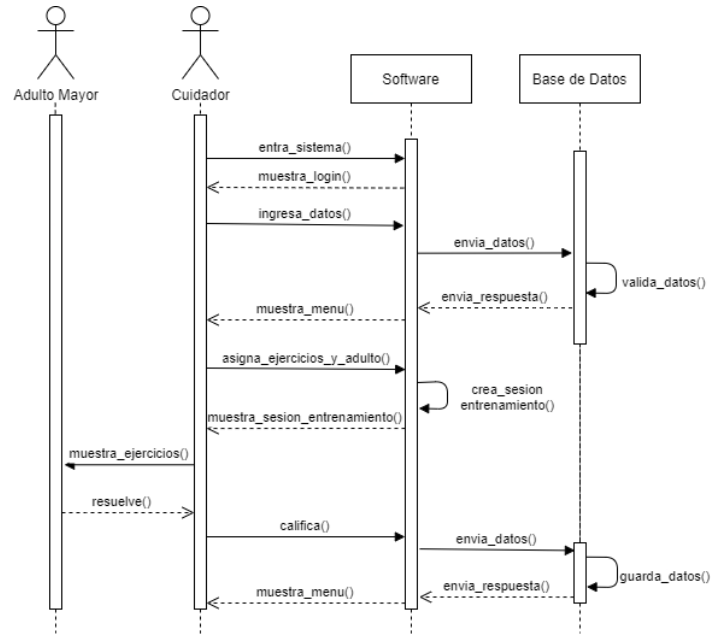 Adulto Mayor
Cuidador
Software
Base de Datos
entra_sistema()
muestra_login()
ingresa_datos()
envia_datos()
valida_datos()
envia_respuesta()
muestra_menu()
asigna_ejercicios_y_adulto()
crea_sesion
entrenamiento()
muestra_sesion_entrenamiento()
muestra_ejercicios()
resuelve()
califica()
envia_datos()
guarda_datos()
envia_respuesta()
muestra_menu()